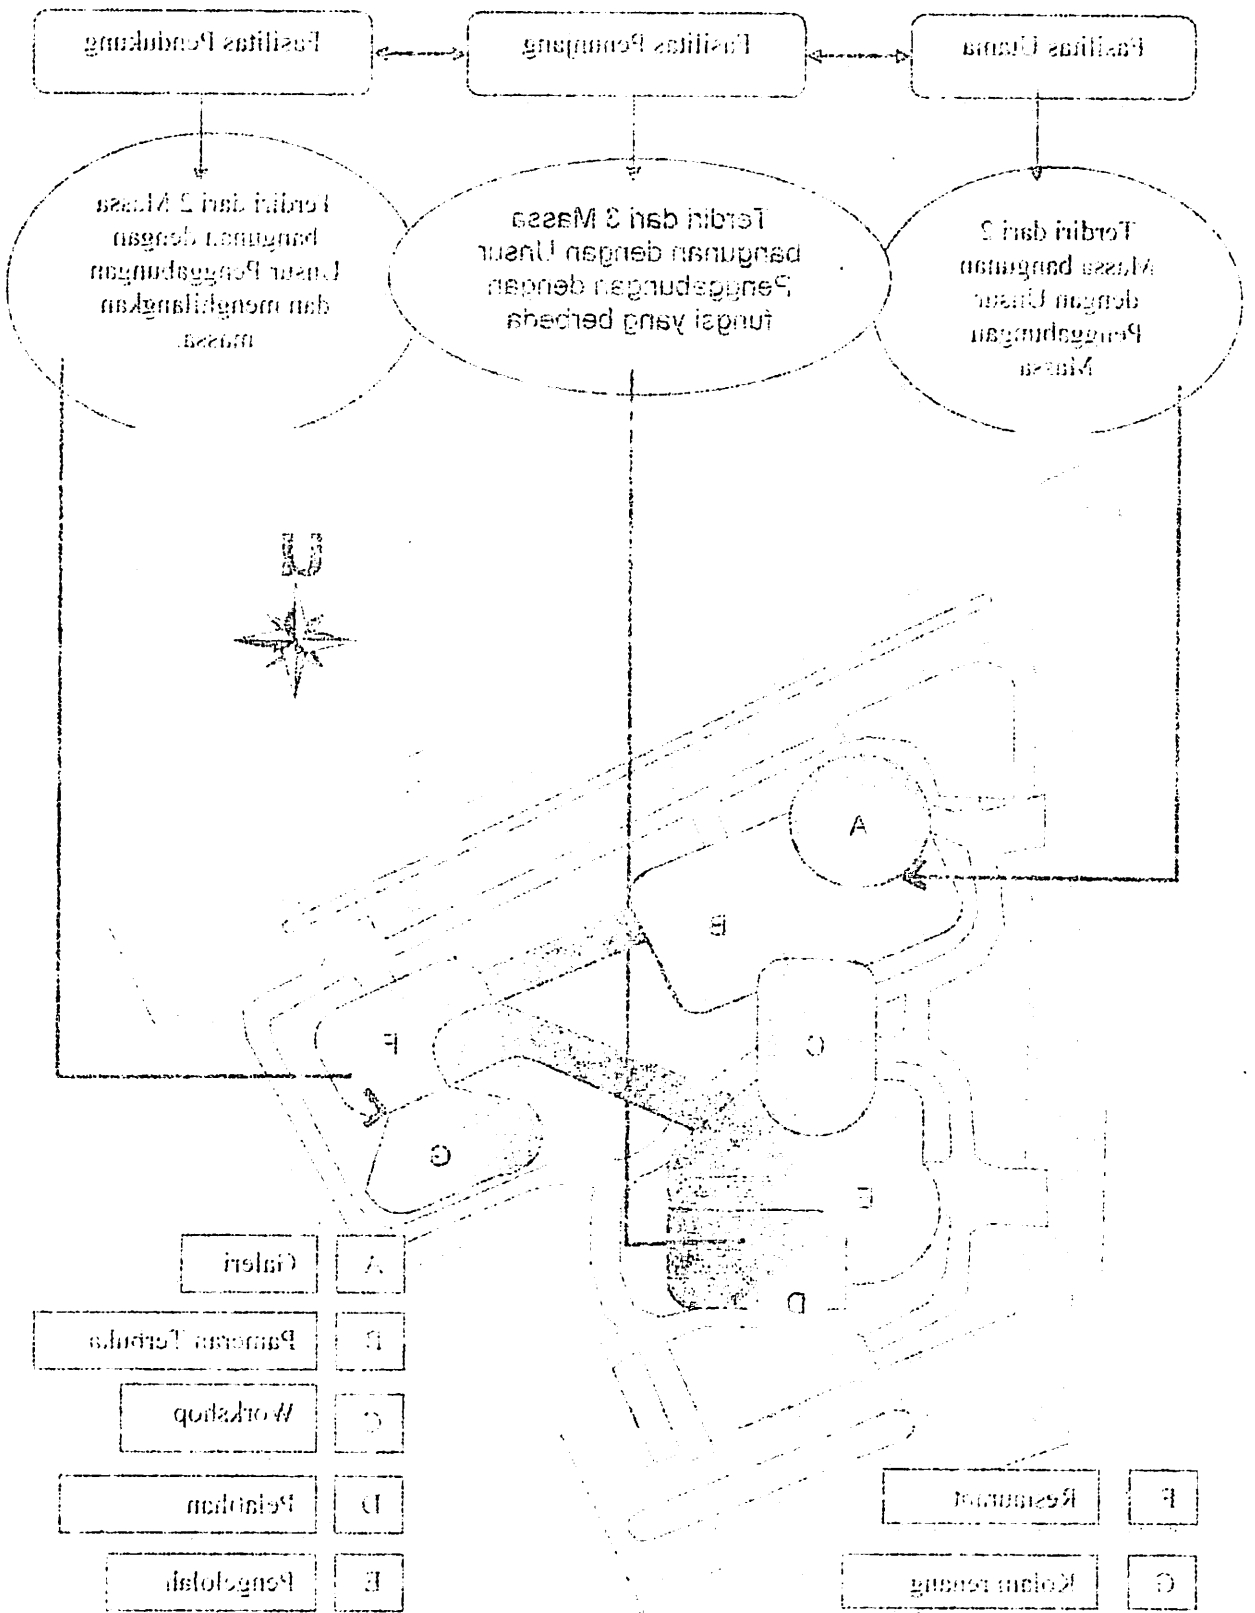 Fasilitas Utama
Fasilitas Penunjang
Fasilitas Pendukung
Terdiri dari 2
Massa bangunan
dengan Unsur
Penggabungan
Massa
Terdiri dari 3 Massa
bangunan dengan Unsur
Penggabungan dengan
fungsi yang berbeda
Terdiri dari 2 Massa
bangunan dengan
Unsur Penggabungan
dan menghilangkan
massa.
U
A
B
C
F
G
E
D
A Galeri
B Pameran Terbuka
C Workshop
D Pelatihan
E Pengelolah
F Restaurant
G Kolam renang